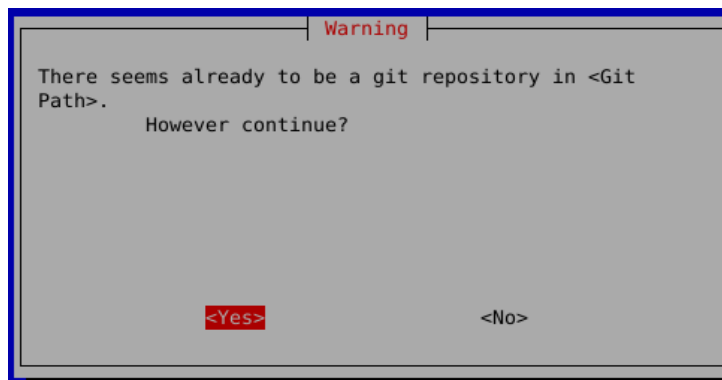 Warning
There seems already to be a git repository in <Git
Path>.
However continue?
<Yes> <No>